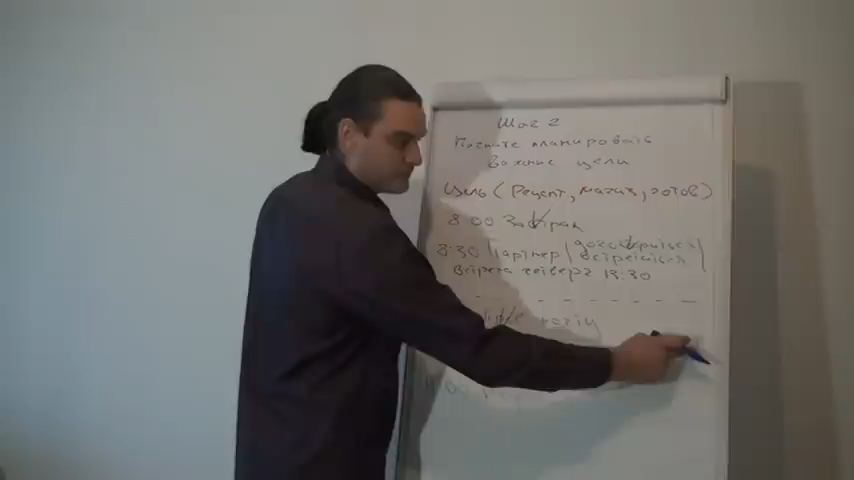 Шаг 2
Начните планировать
важные цели
Цель (Рецепт, магаз, готов)
8:00 Завтрак
8:30 Партнер / договориться / встретиться /
встреча четверг 13:30